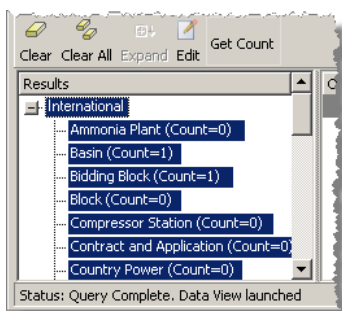 Clear Clear All Expand Edit Get Count
Results
International
Ammonia Plant (Count=0)
Basin (Count=1)
Bidding Block (Count=1)
Block (Count=0)
Compressor Station (Count=0)
Contract and Application (Count=0)
Country Power (Count=0)
Status: Query Complete. Data View launched